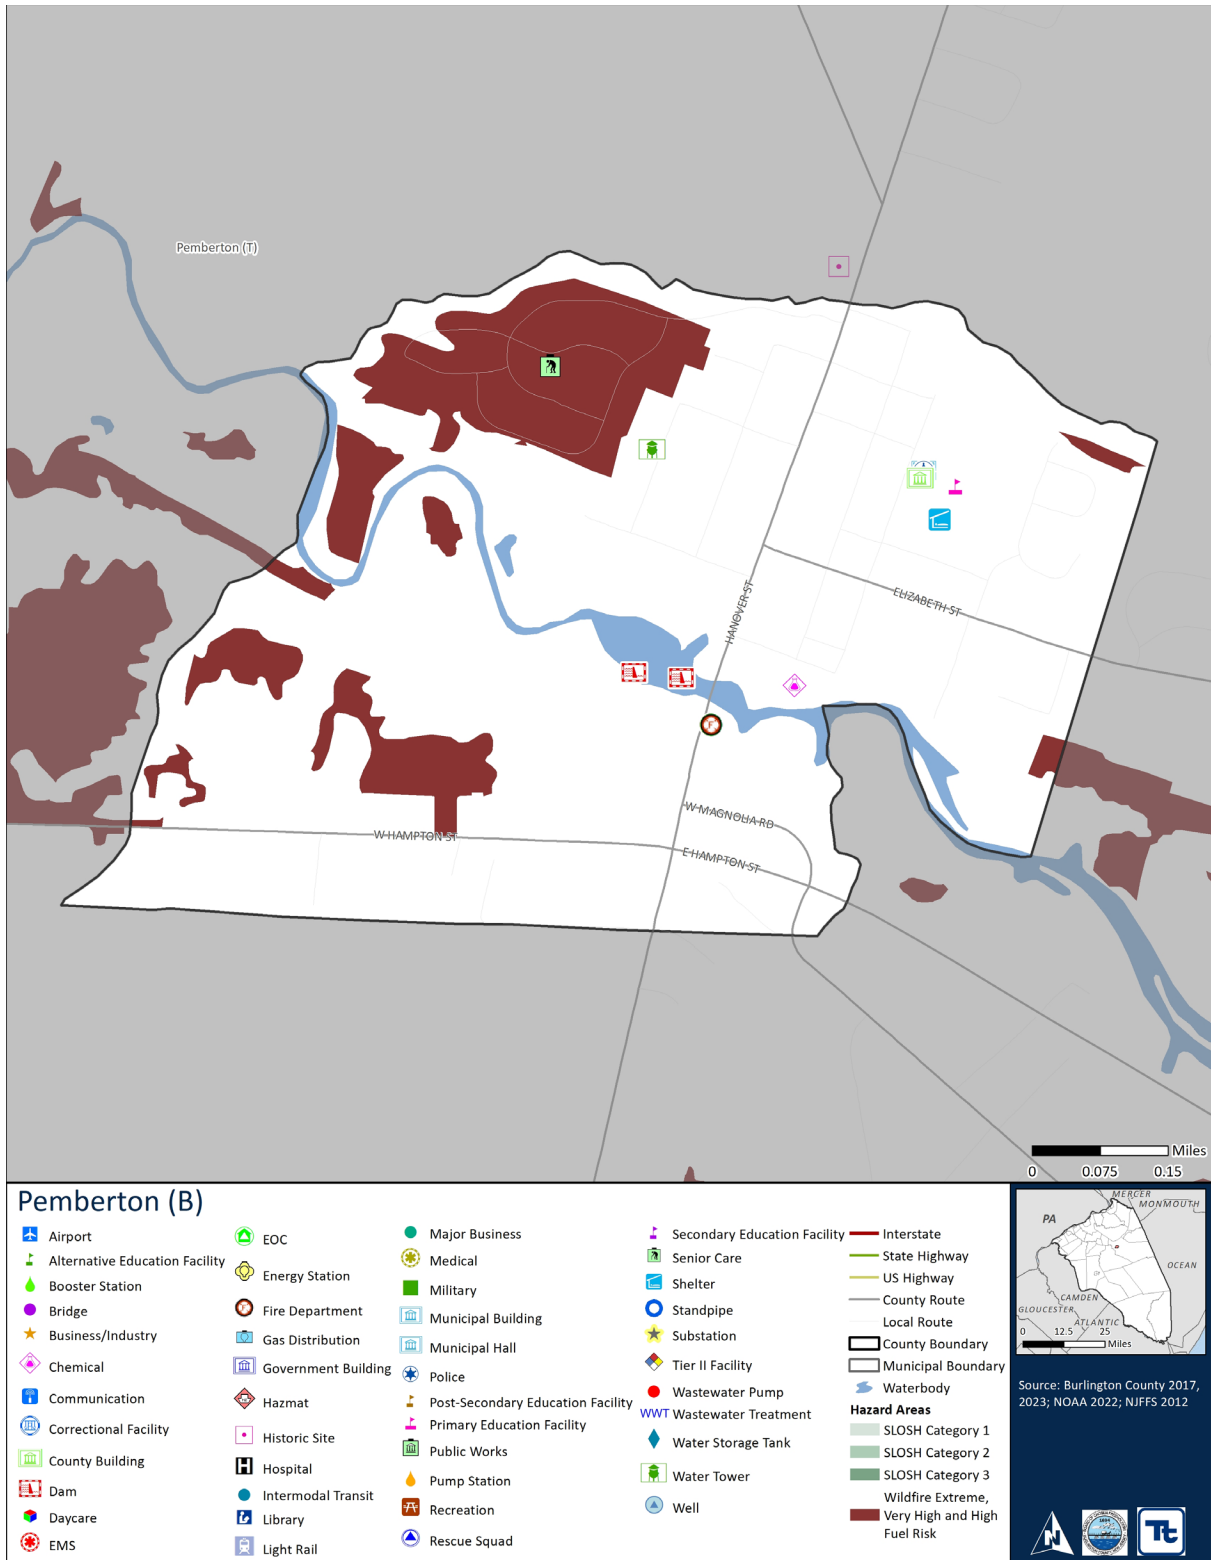 Pemberton (T)
HANOVER ST
ELIZABETH ST
W MAGNOLIA RD
W HAMPTON ST
E HAMPTON ST
Miles
0 0.075 0.15
Pemberton (B)
Airport
Alternative Education Facility
Booster Station
Bridge
Business/Industry
Chemical
Communication
Correctional Facility
County Building
Dam
Daycare
EMS
EOC
Energy Station
Fire Department
Gas Distribution
Government Building
Hazmat
Historic Site
Hospital
Intermodal Transit
Library
Light Rail
Major Business
Medical
Military
Municipal Building
Municipal Hall
Police
Post-Secondary Education Facility
Primary Education Facility
Public Works
Pump Station
Recreation
Rescue Squad
Secondary Education Facility
Senior Care
Shelter
Standpipe
Substation
Tier II Facility
Wastewater Pump
WWT Wastewater Treatment
Water Storage Tank
Water Tower
Well
Interstate
State Highway
US Highway
County Route
Local Route
County Boundary
Municipal Boundary
Waterbody
Hazard Areas
SLOSH Category 1
SLOSH Category 2
SLOSH Category 3
Wildfire Extreme,
Very High and High
Fuel Risk
MERCER
MONMOUTH
PA
OCEAN
CAMDEN
GLOUCESTER
ATLANTIC
0 12.5 25
Miles
Source: Burlington County 2017,
2023; NOAA 2022; NJFFS 2012
N
Tt